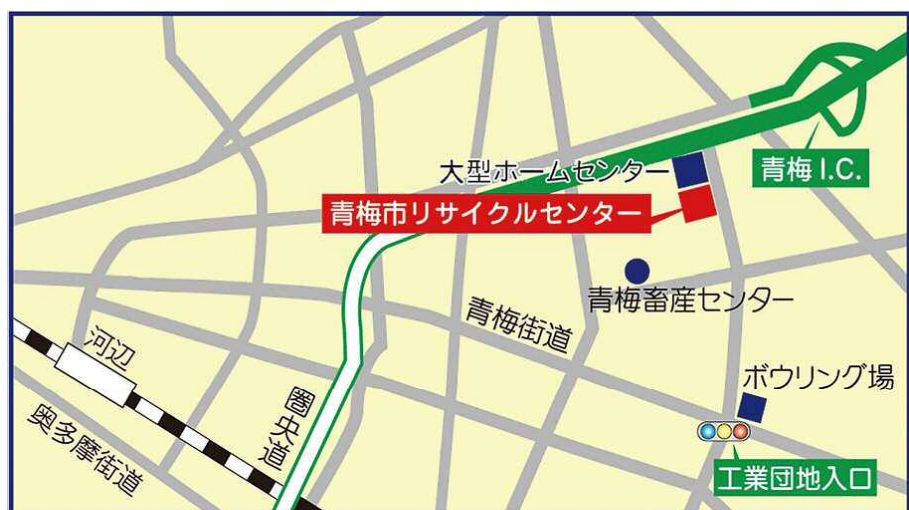 大型ホームセンター
青梅I.C.
青梅市リサイクルセンター
青梅畜産センター
青梅街道
河辺
ボウリング場
圏央道
奥多摩街道
工業団地入口